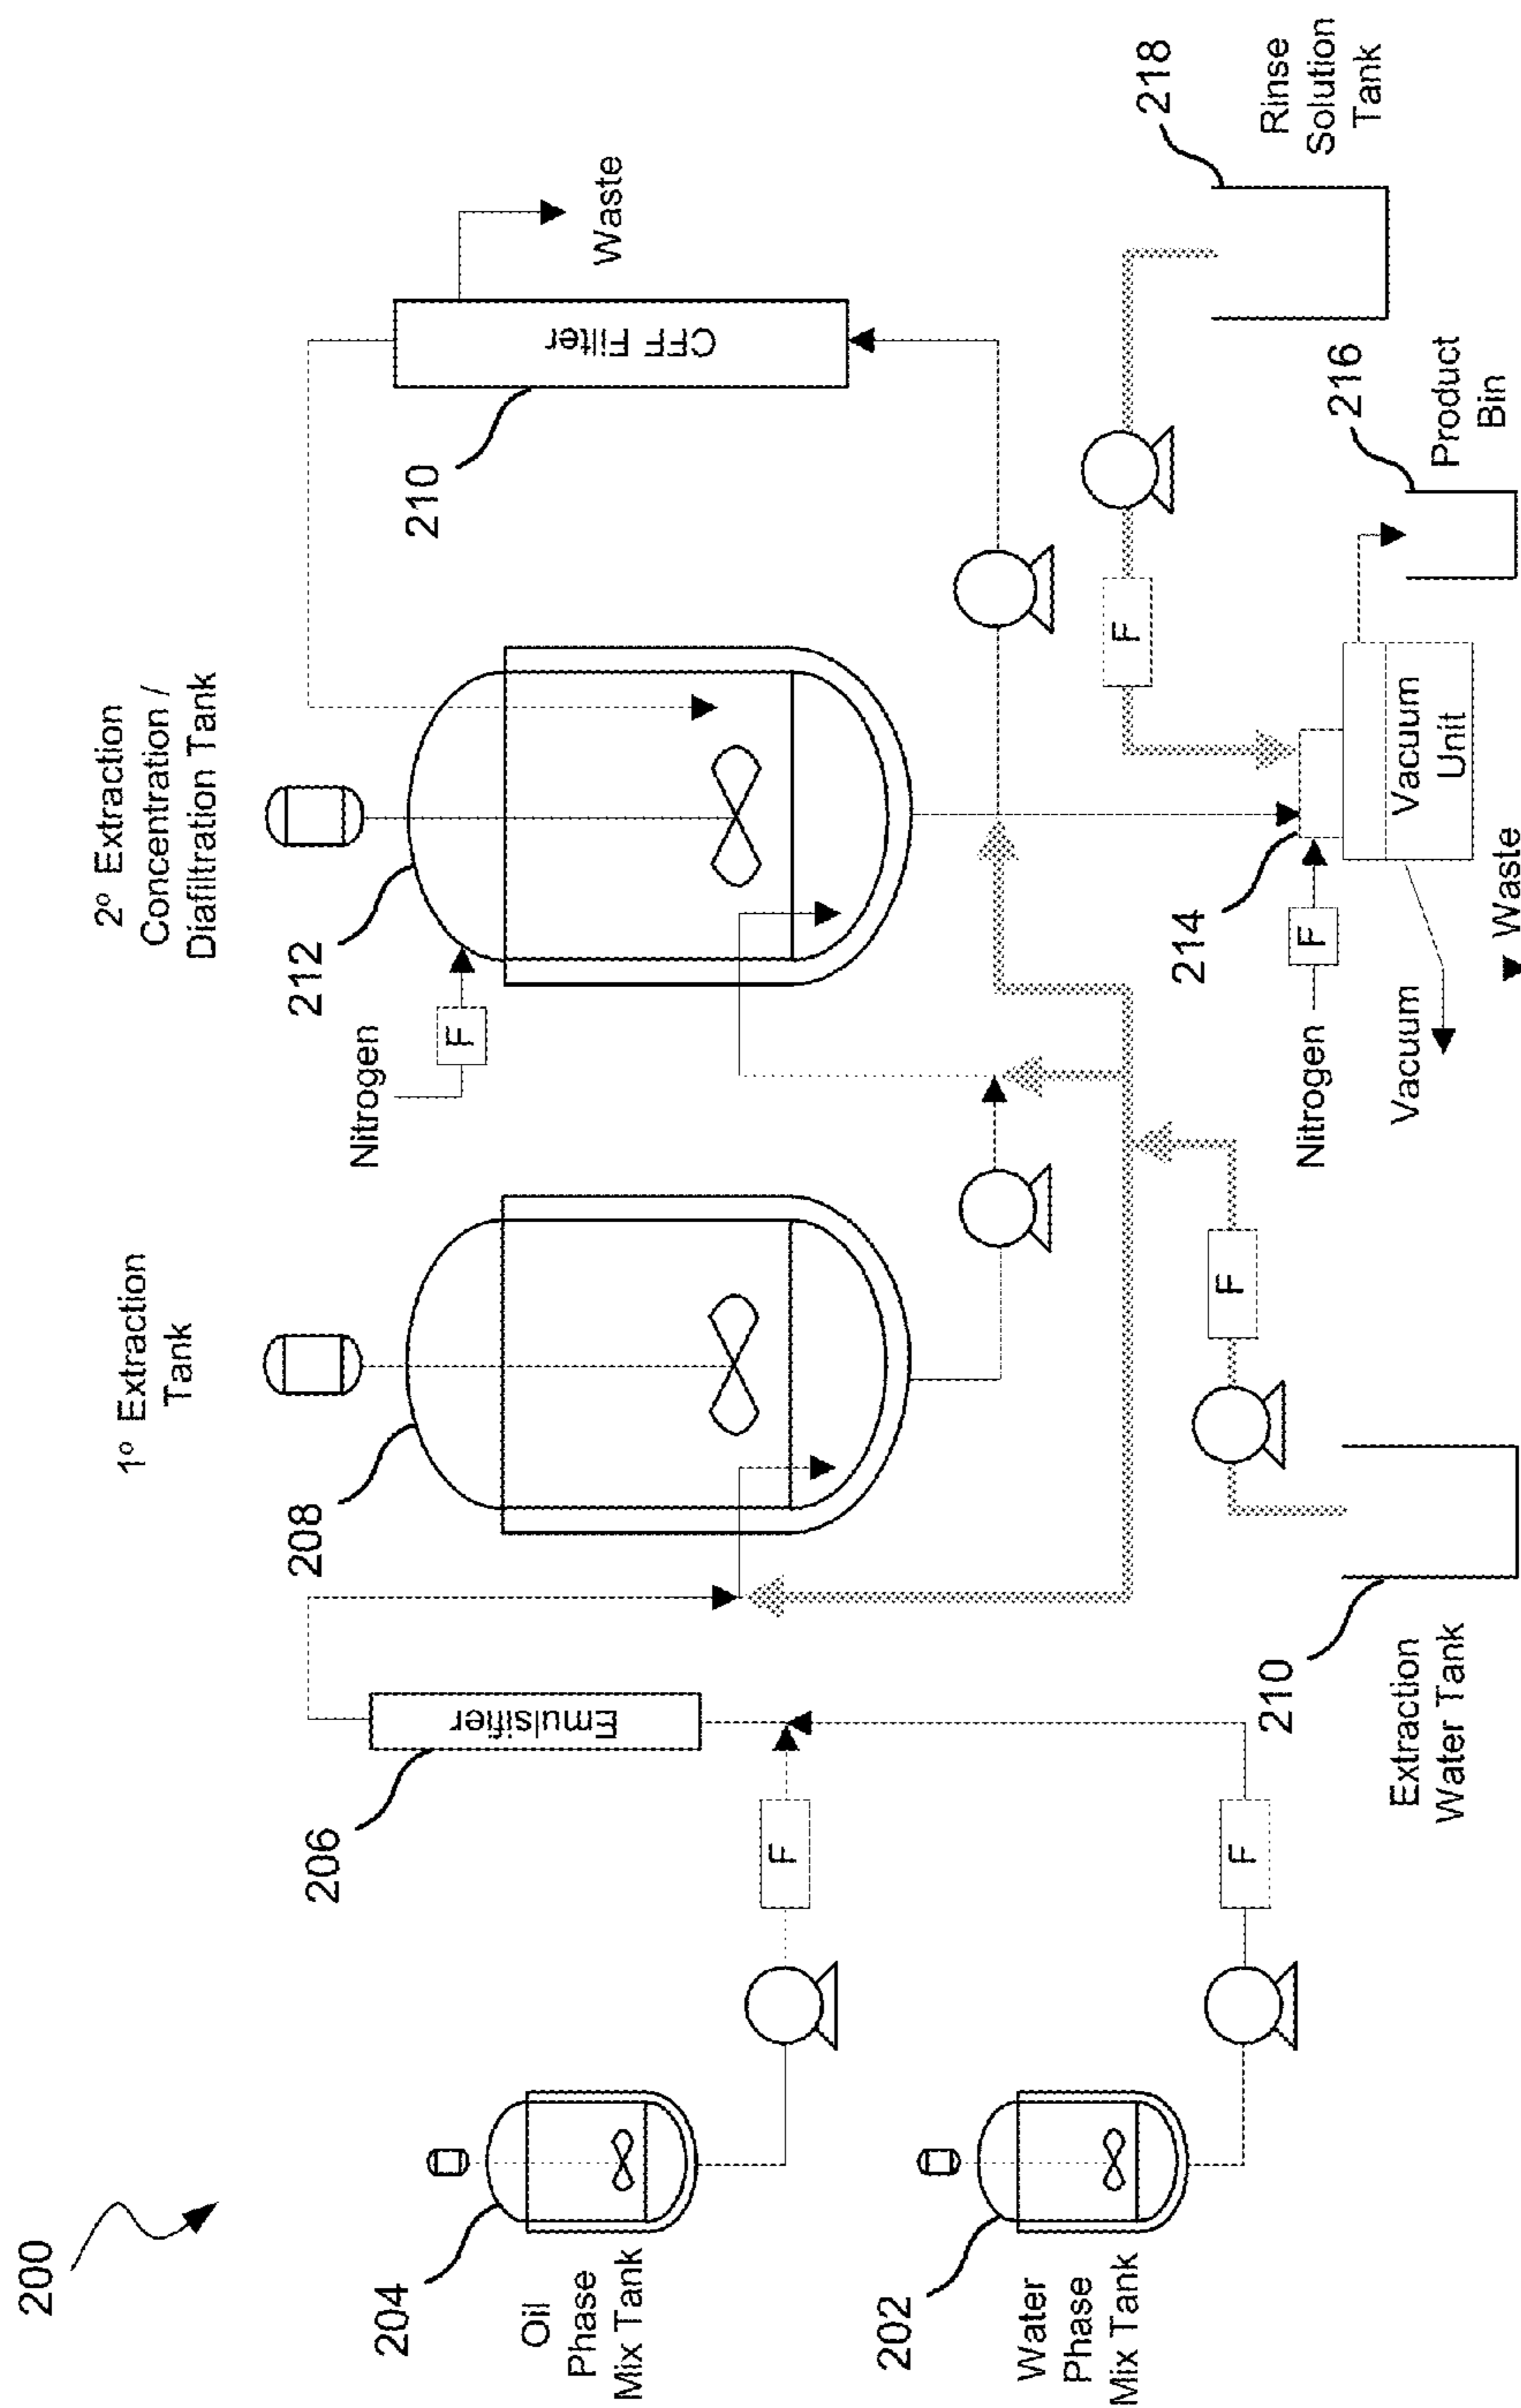 200
204
Oil
Phase
Mix Tank
202
Water
Phase
Mix Tank
F
F
206
Emulsifier
1º Extraction
Tank
208
210
Extraction
Water Tank
F
2º Extraction
Concentration /
Diafiltration Tank
212
Nitrogen
F
210
CFF Filter
Waste
F
214
Nitrogen
F
Vacuum
Unit
Vacuum
Waste
216
Product
Bin
218
Rinse
Solution
Tank